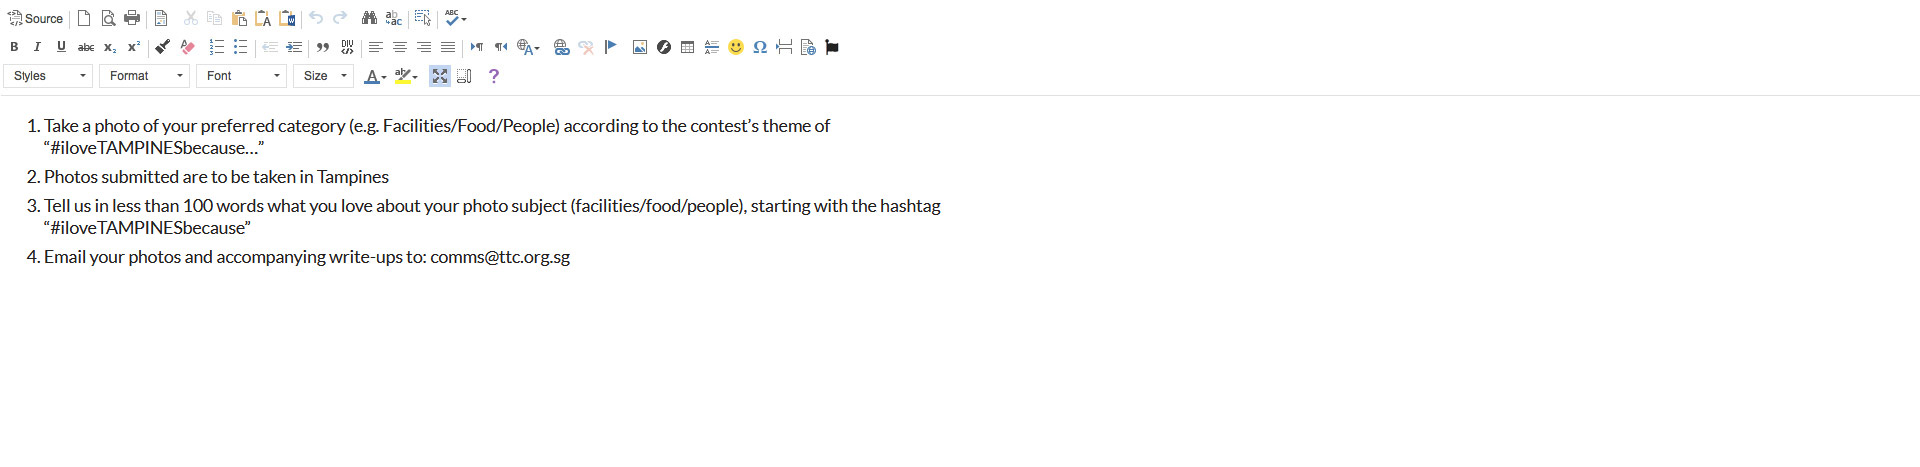 Source
B I U abc x₂ x²
Styles Format Font Size A ?
1. Take a photo of your preferred category (e.g. Facilities/Food/People) according to the contest’s theme of
“#iloveTAMPINESbecause…”
2. Photos submitted are to be taken in Tampines
3. Tell us in less than 100 words what you love about your photo subject (facilities/food/people), starting with the hashtag
“#iloveTAMPINESbecause”
4. Email your photos and accompanying write-ups to: comms@ttc.org.sg